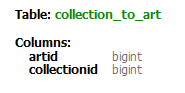 Table: collection_to_art
Columns:
artid bigint
collectionid bigint